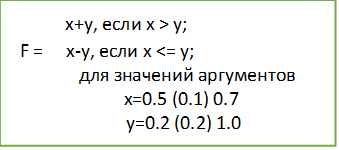 x+y, если x > y;
F = x-y, если x <= y;
для значений аргументов
x=0.5 (0.1) 0.7
y=0.2 (0.2) 1.0